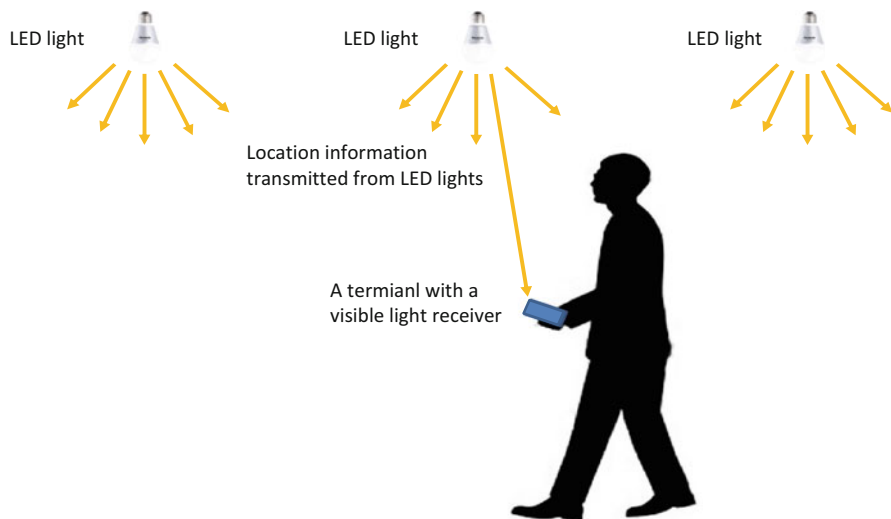 LED light
LED light
LED light
Location information
transmitted from LED lights
A termianl with a
visible light receiver